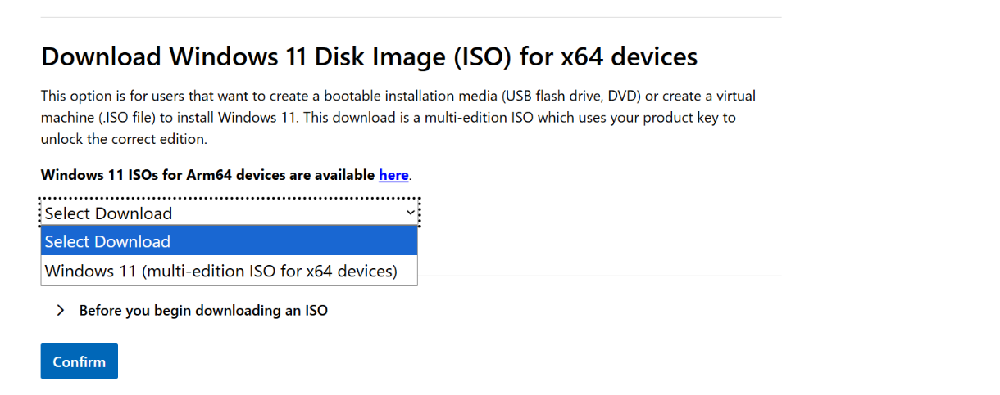 Download Windows 11 Disk Image (ISO) for x64 devices
This option is for users that want to create a bootable installation media (USB flash drive, DVD) or create a virtual
machine (.ISO file) to install Windows 11. This download is a multi-edition ISO which uses your product key to
unlock the correct edition.
Windows 11 ISOs for Arm64 devices are available here.
Select Download
Select Download
Windows 11 (multi-edition ISO for x64 devices)
Before you begin downloading an ISO
Confirm